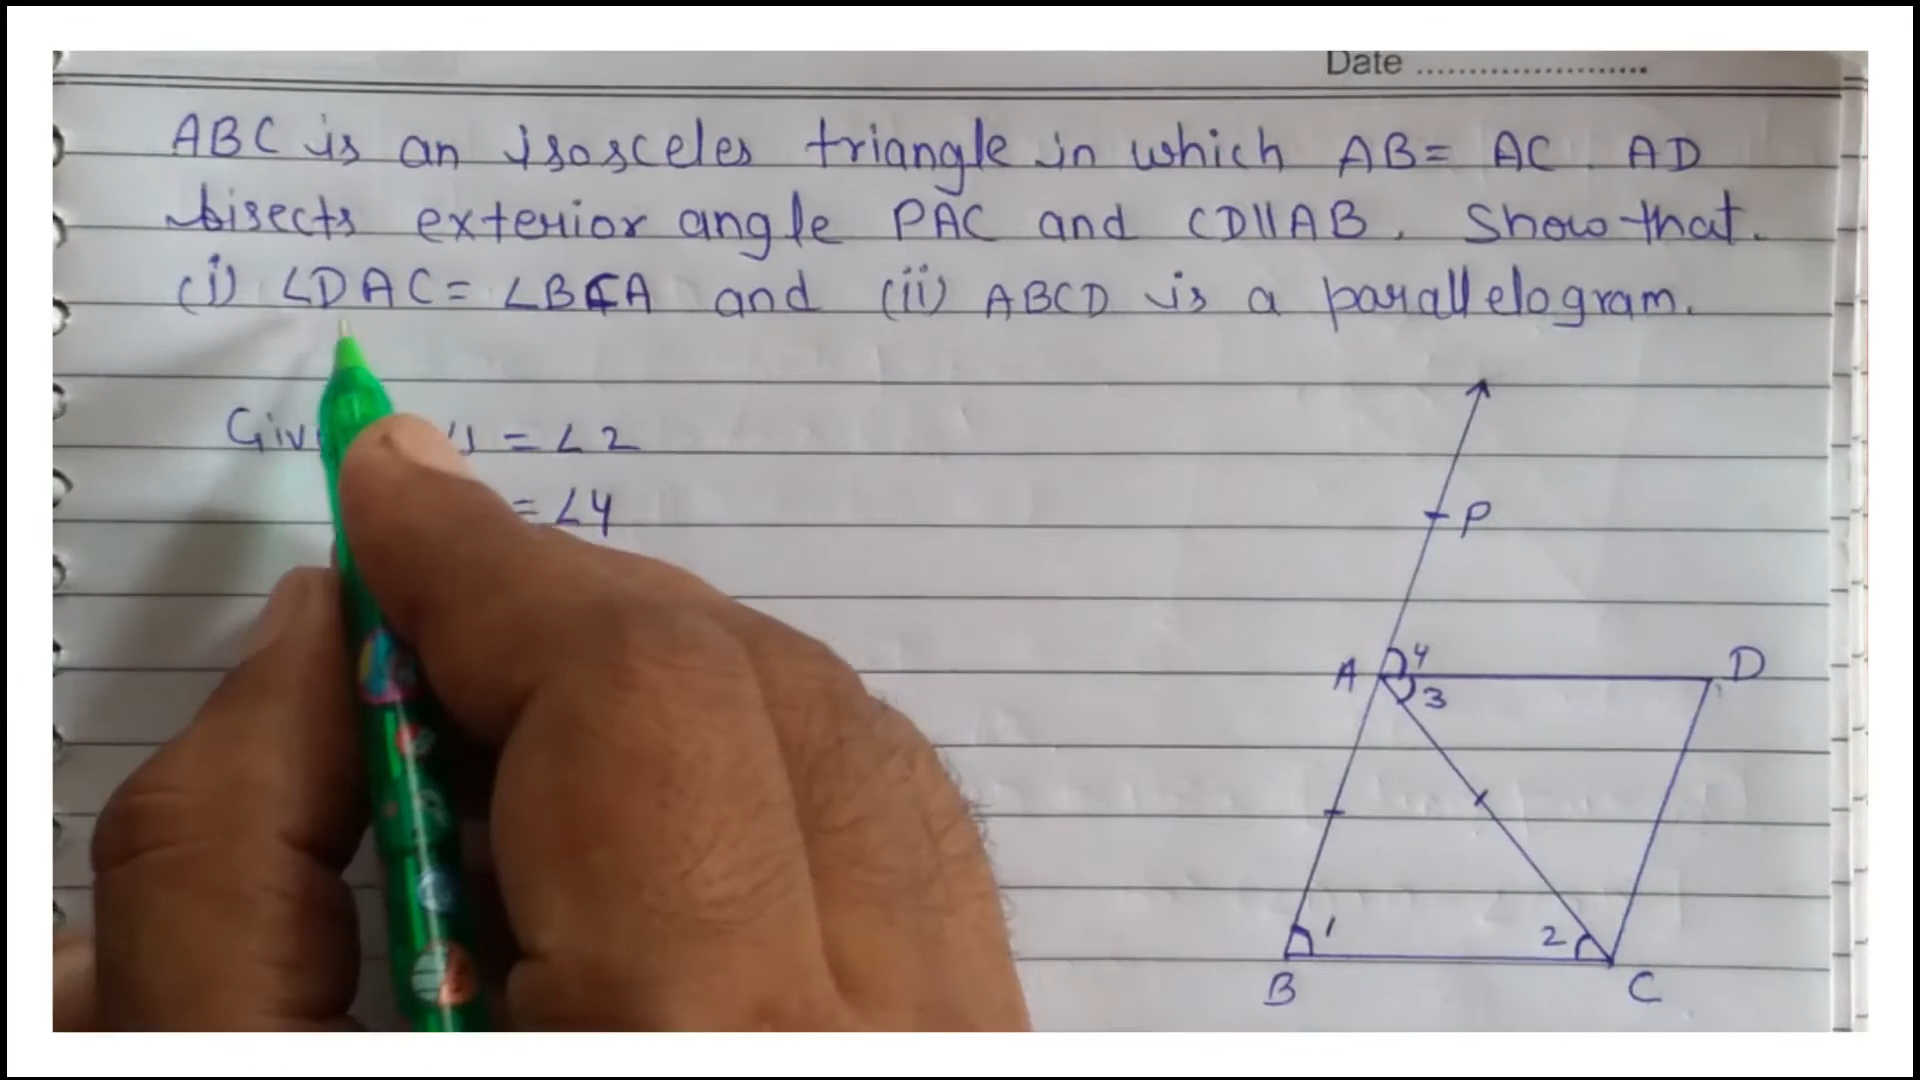 Date ......................
ABC is an isosceles triangle in which AB= AC. AD
bisects exterior angle PAC and CD||AB. Show that.
(i) ∠DAC= ∠BCA and (ii) ABCD is a parallelogram.
= ∠2
= ∠4
P
A 4 D
3
1 2
B C